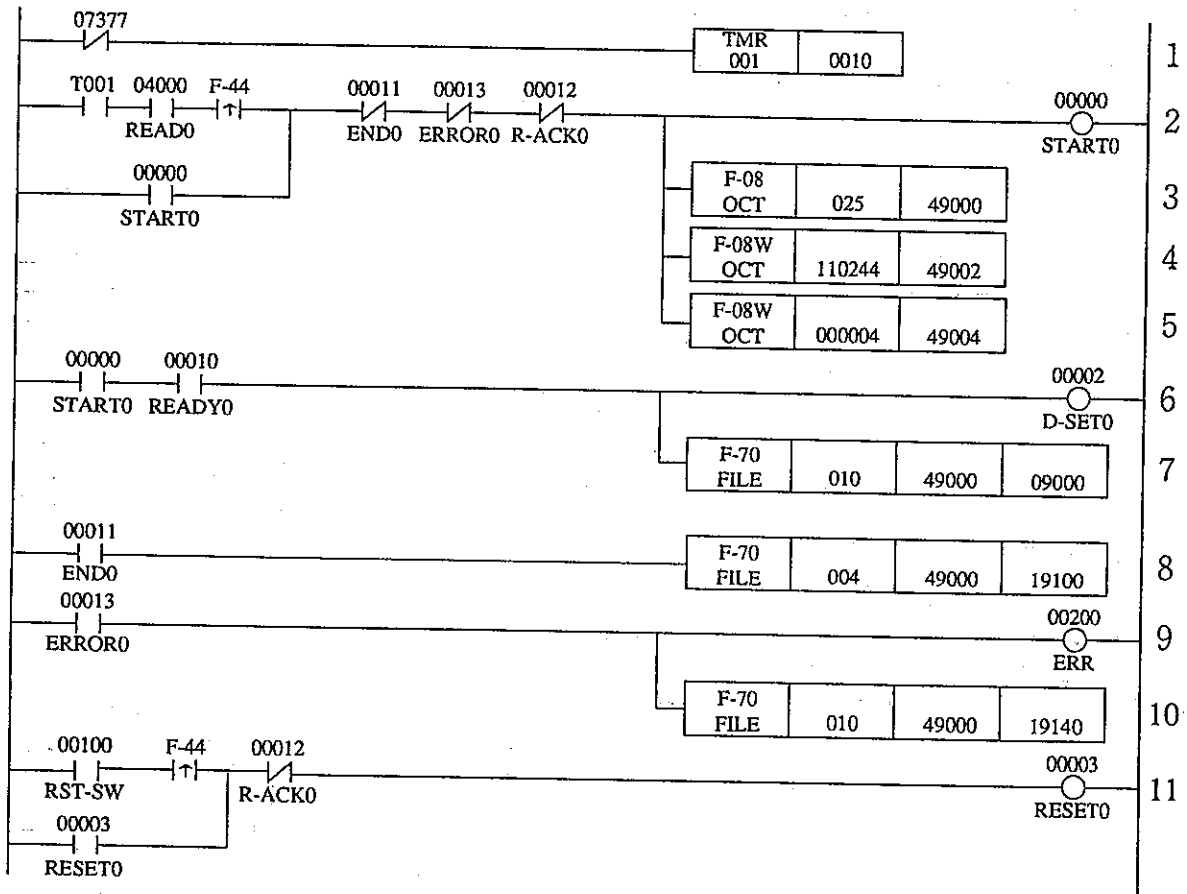 07377
TMR 001 0010 1
T001 04000 F-44 00011 00013 00012 00000
↑
READ0 END0 ERROR0 R-ACK0 START0 2
00000
START0
F-08 OCT 025 49000 3
F-08W OCT 110244 49002 4
F-08W OCT 000004 49004 5
00000 00010 00002
START0 READY0 D-SET0 6
F-70 FILE 010 49000 09000 7
00011
END0
F-70 FILE 004 49000 19100 8
00013 00200
ERROR0 ERR 9
F-70 FILE 010 49000 19140 10
00100 F-44 00012 00003
↑
RST-SW R-ACK0 RESET0 11
00003
RESET0